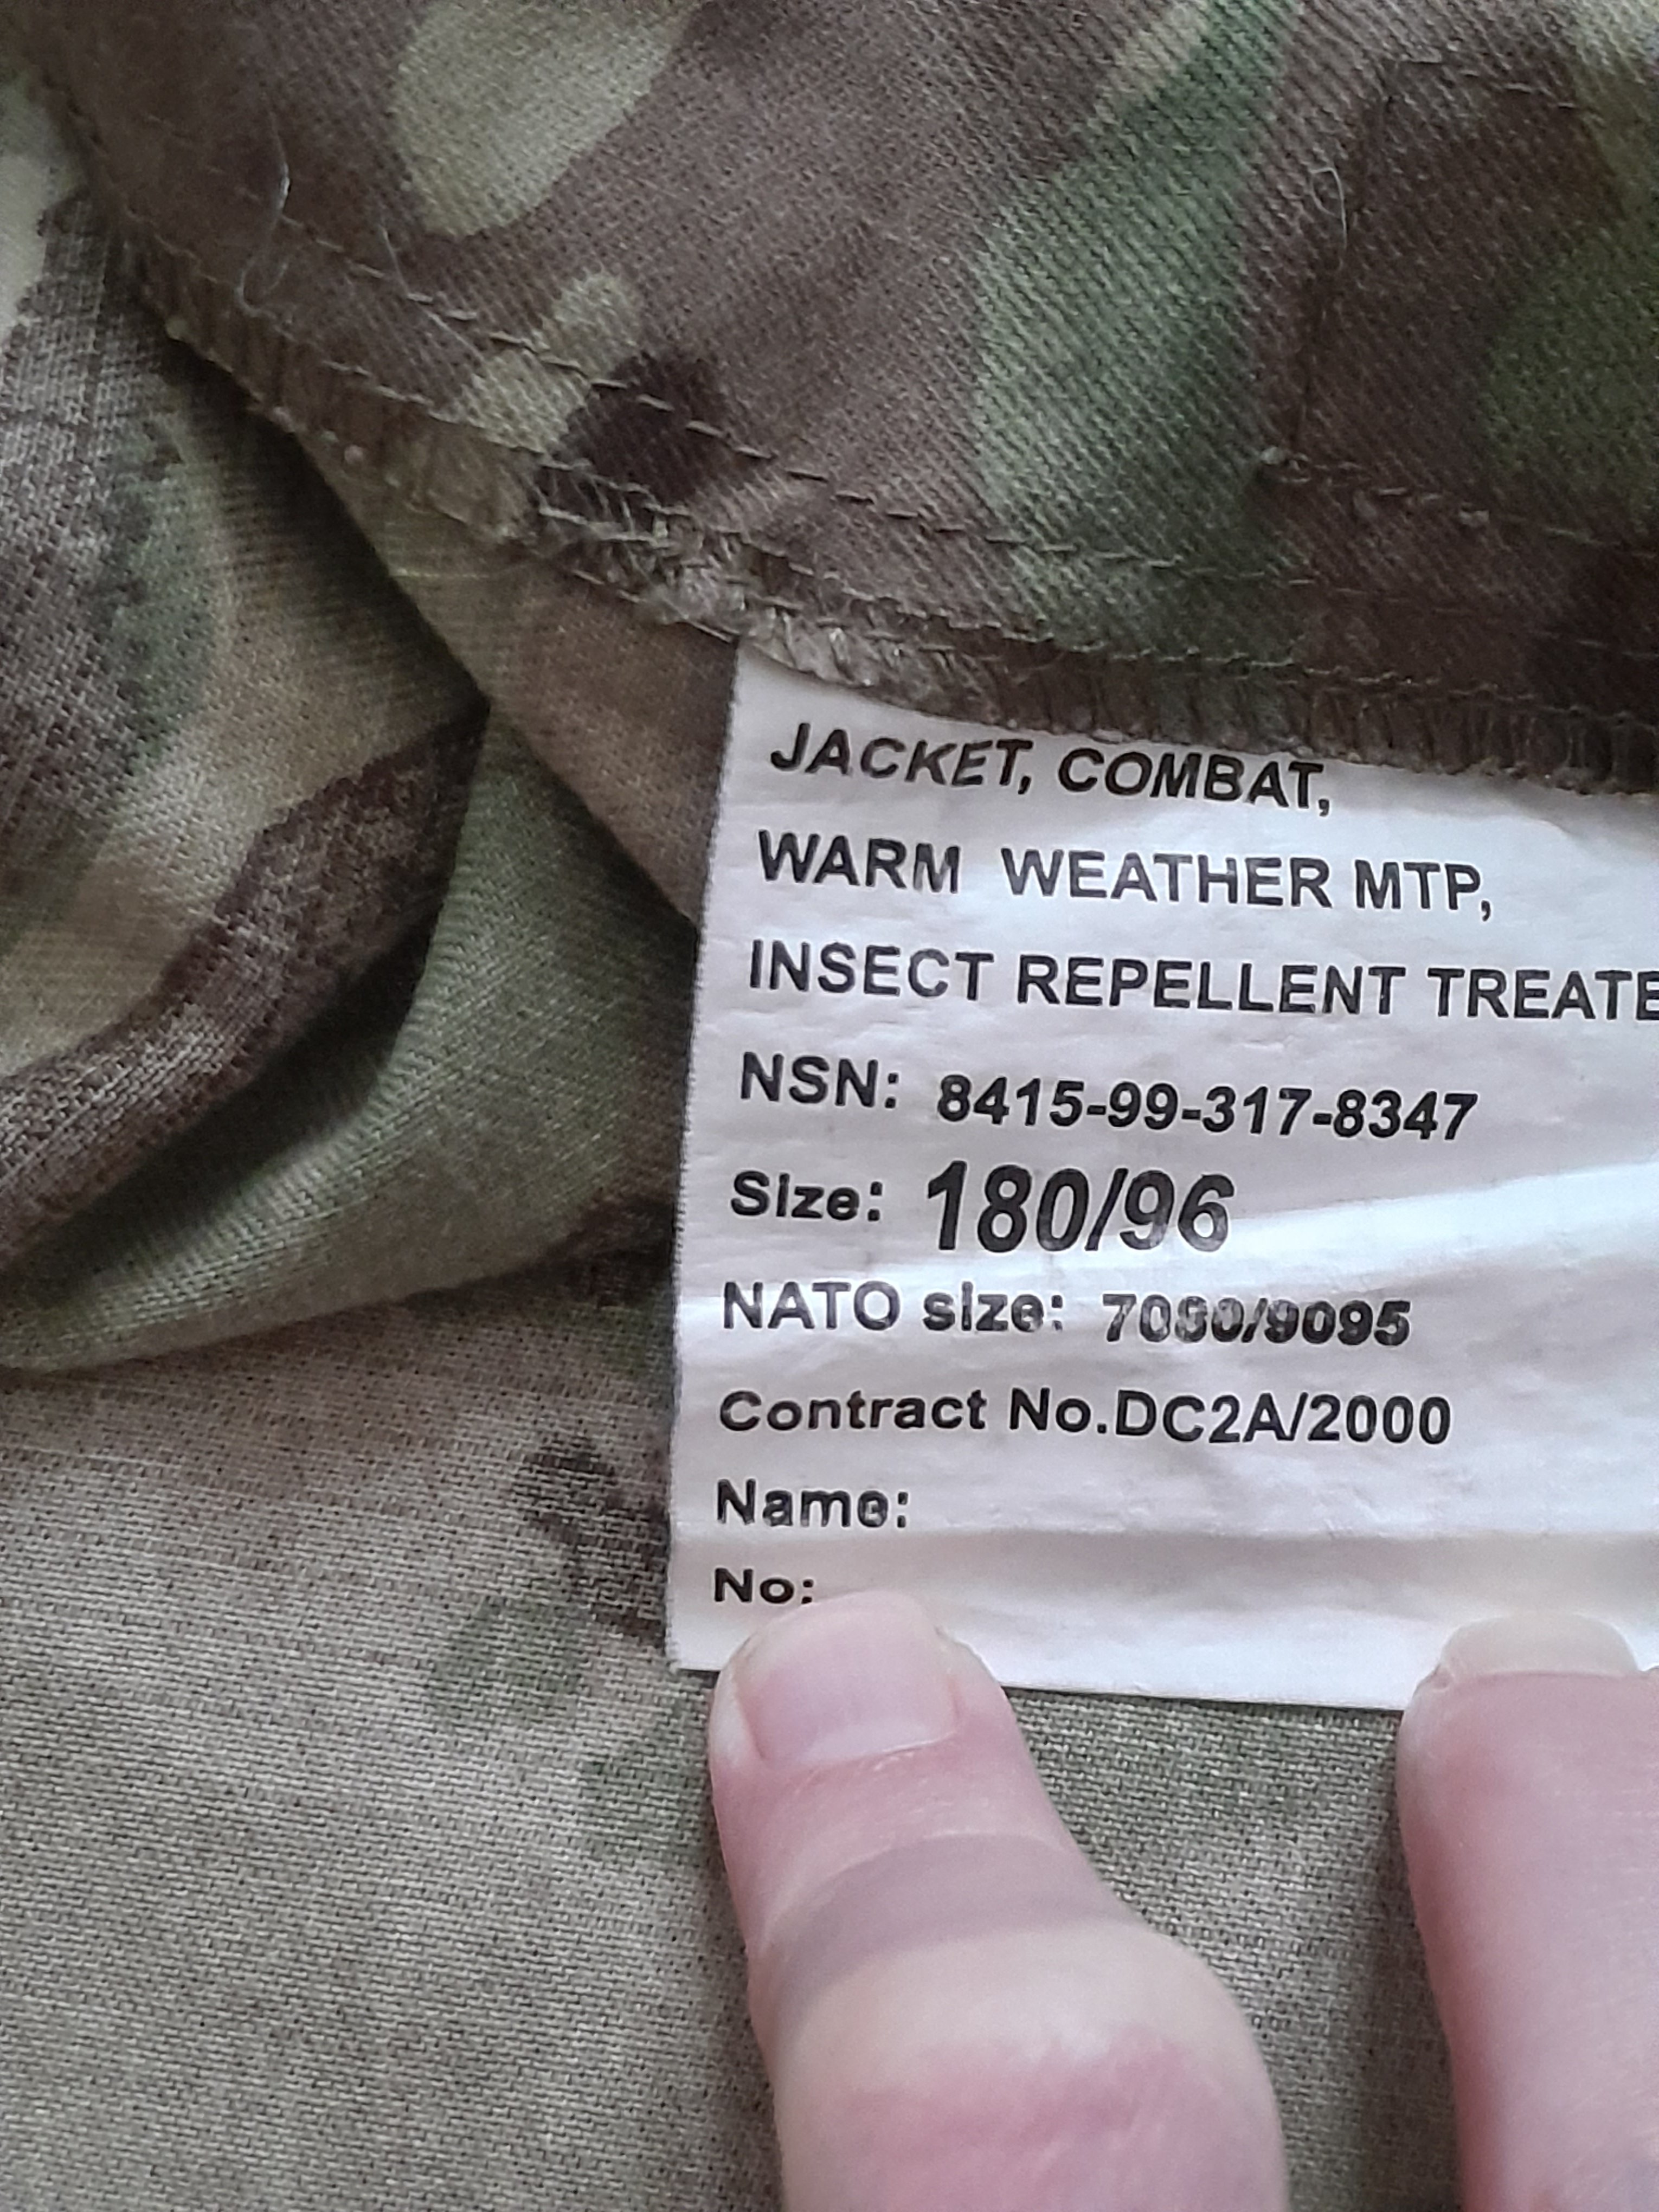 JACKET, COMBAT,
WARM WEATHER MTP,
INSECT REPELLENT TREATE
NSN: 8415-99-317-8347
Size: 180/96
NATO size: 7080/9095
Contract No.DC2A/2000
Name:
No: